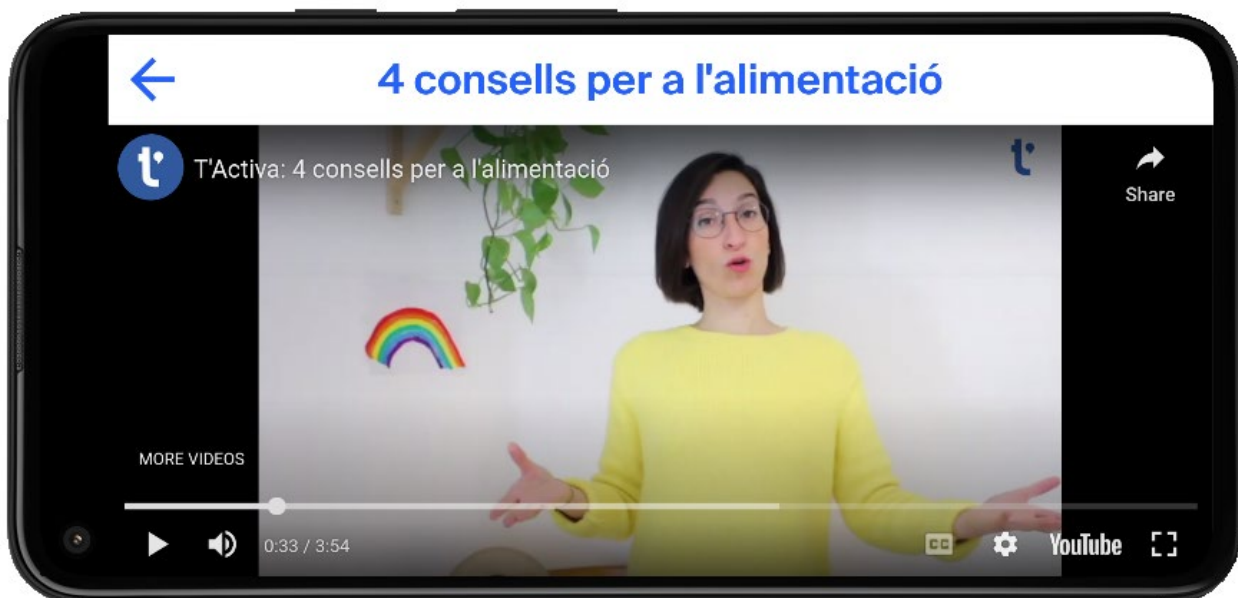 4 consells per a l'alimentació
T'Activa: 4 consells per a l'alimentació
Share
MORE VIDEOS
0:33 / 3:54
CC
YouTube